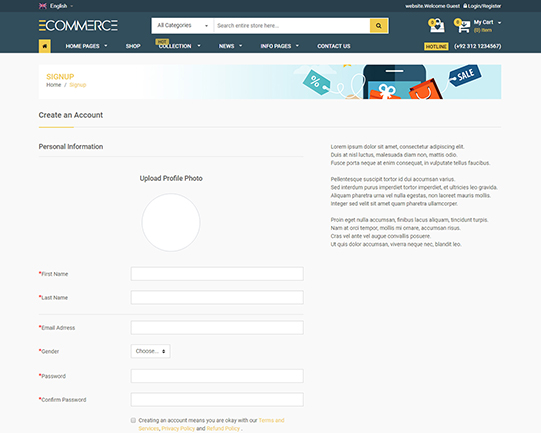 English
website.Welcome Guest Login/Register
ECOMMERCE
All Categories
Search entire store here...
0
0
My Cart
(0) item
HOME PAGES
SHOP
HOT
COLLECTION
NEWS
INFO PAGES
CONTACT US
HOTLINE
(+92 312 1234567)
SIGNUP
Home / Signup
SALE
Create an Account
Personal Information
Upload Profile Photo
*First Name
*Last Name
*Email Adress
*Gender
Choose...
*Password
*Confirm Password
Creating an account means you are okay with our Terms and
Services, Privacy Policy and Refund Policy .
Lorem ipsum dolor sit amet, consectetur adipiscing elit.
Duis at nisl luctus, malesuada diam non, mattis odio.
Fusce porta neque at enim consequat, in vulputate tellus faucibus.
Pellentesque suscipit tortor id dui accumsan varius.
Sed interdum purus imperdiet tortor imperdiet, et ultricies leo gravida.
Aliquam pharetra urna vel nulla egestas, non laoreet mauris mollis.
Integer sed velit sit amet quam pharetra ullamcorper.
Proin eget nulla accumsan, finibus lacus aliquam, tincidunt turpis.
Nam at orci tempor, mollis mi ornare, accumsan risus.
Cras vel ante vel augue convallis posuere.
Ut quis dolor accumsan, viverra neque nec, blandit leo.